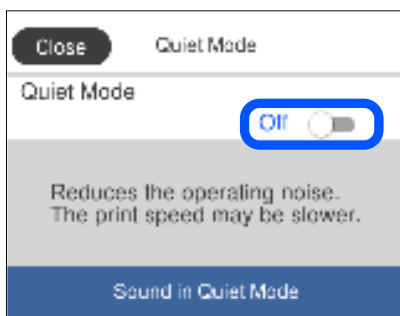 Close Quiet Mode
Quiet Mode
Off
Reduces the operating noise.
The print speed may be slower.
Sound in Quiet Mode